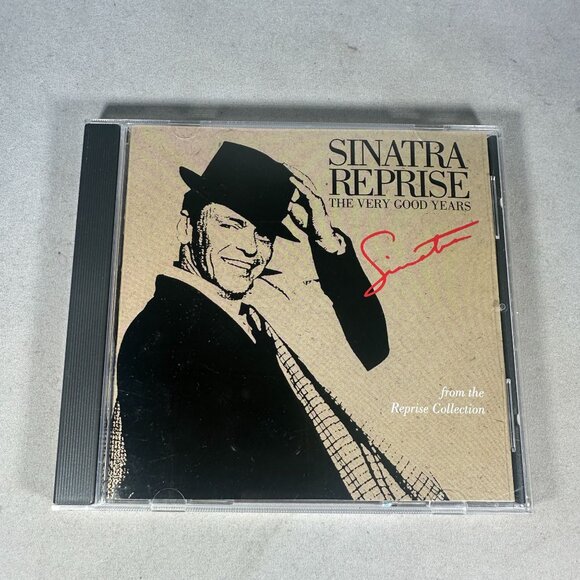 SINATRA
REPRISE
THE VERY GOOD YEARS
Sinatra
from the
Reprise Collection